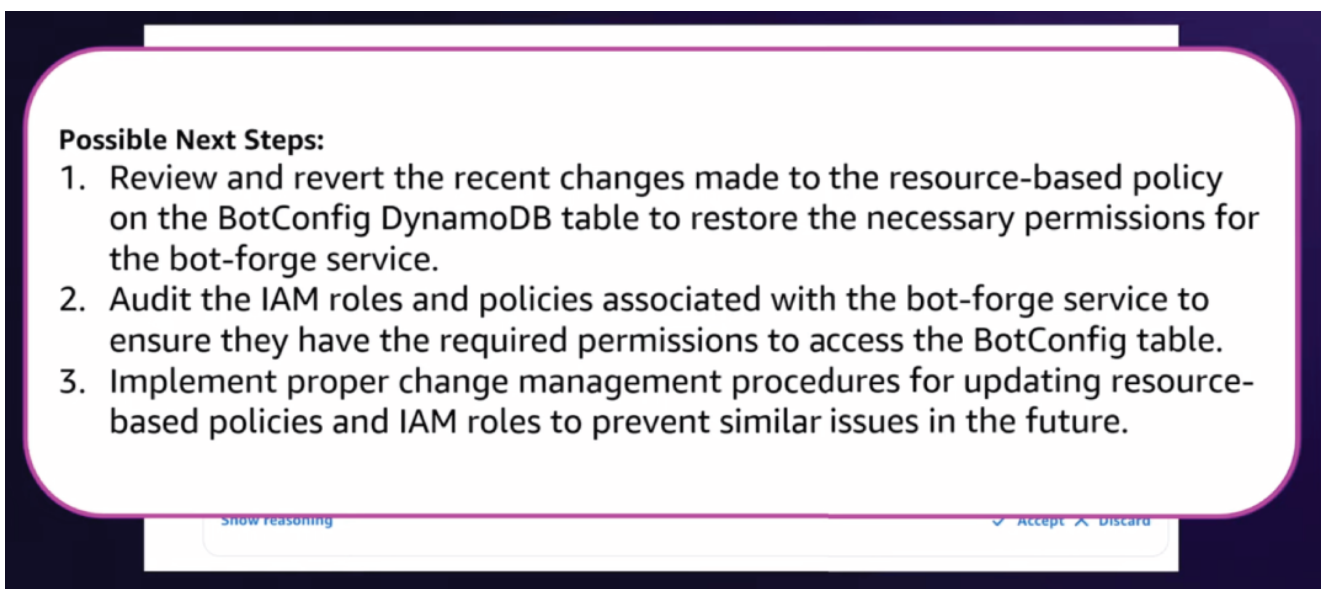 Possible Next Steps:
1. Review and revert the recent changes made to the resource-based policy
on the BotConfig DynamoDB table to restore the necessary permissions for
the bot-forge service.
2. Audit the IAM roles and policies associated with the bot-forge service to
ensure they have the required permissions to access the BotConfig table.
3. Implement proper change management procedures for updating resource-
based policies and IAM roles to prevent similar issues in the future.
Show reasoning
Accept Discard